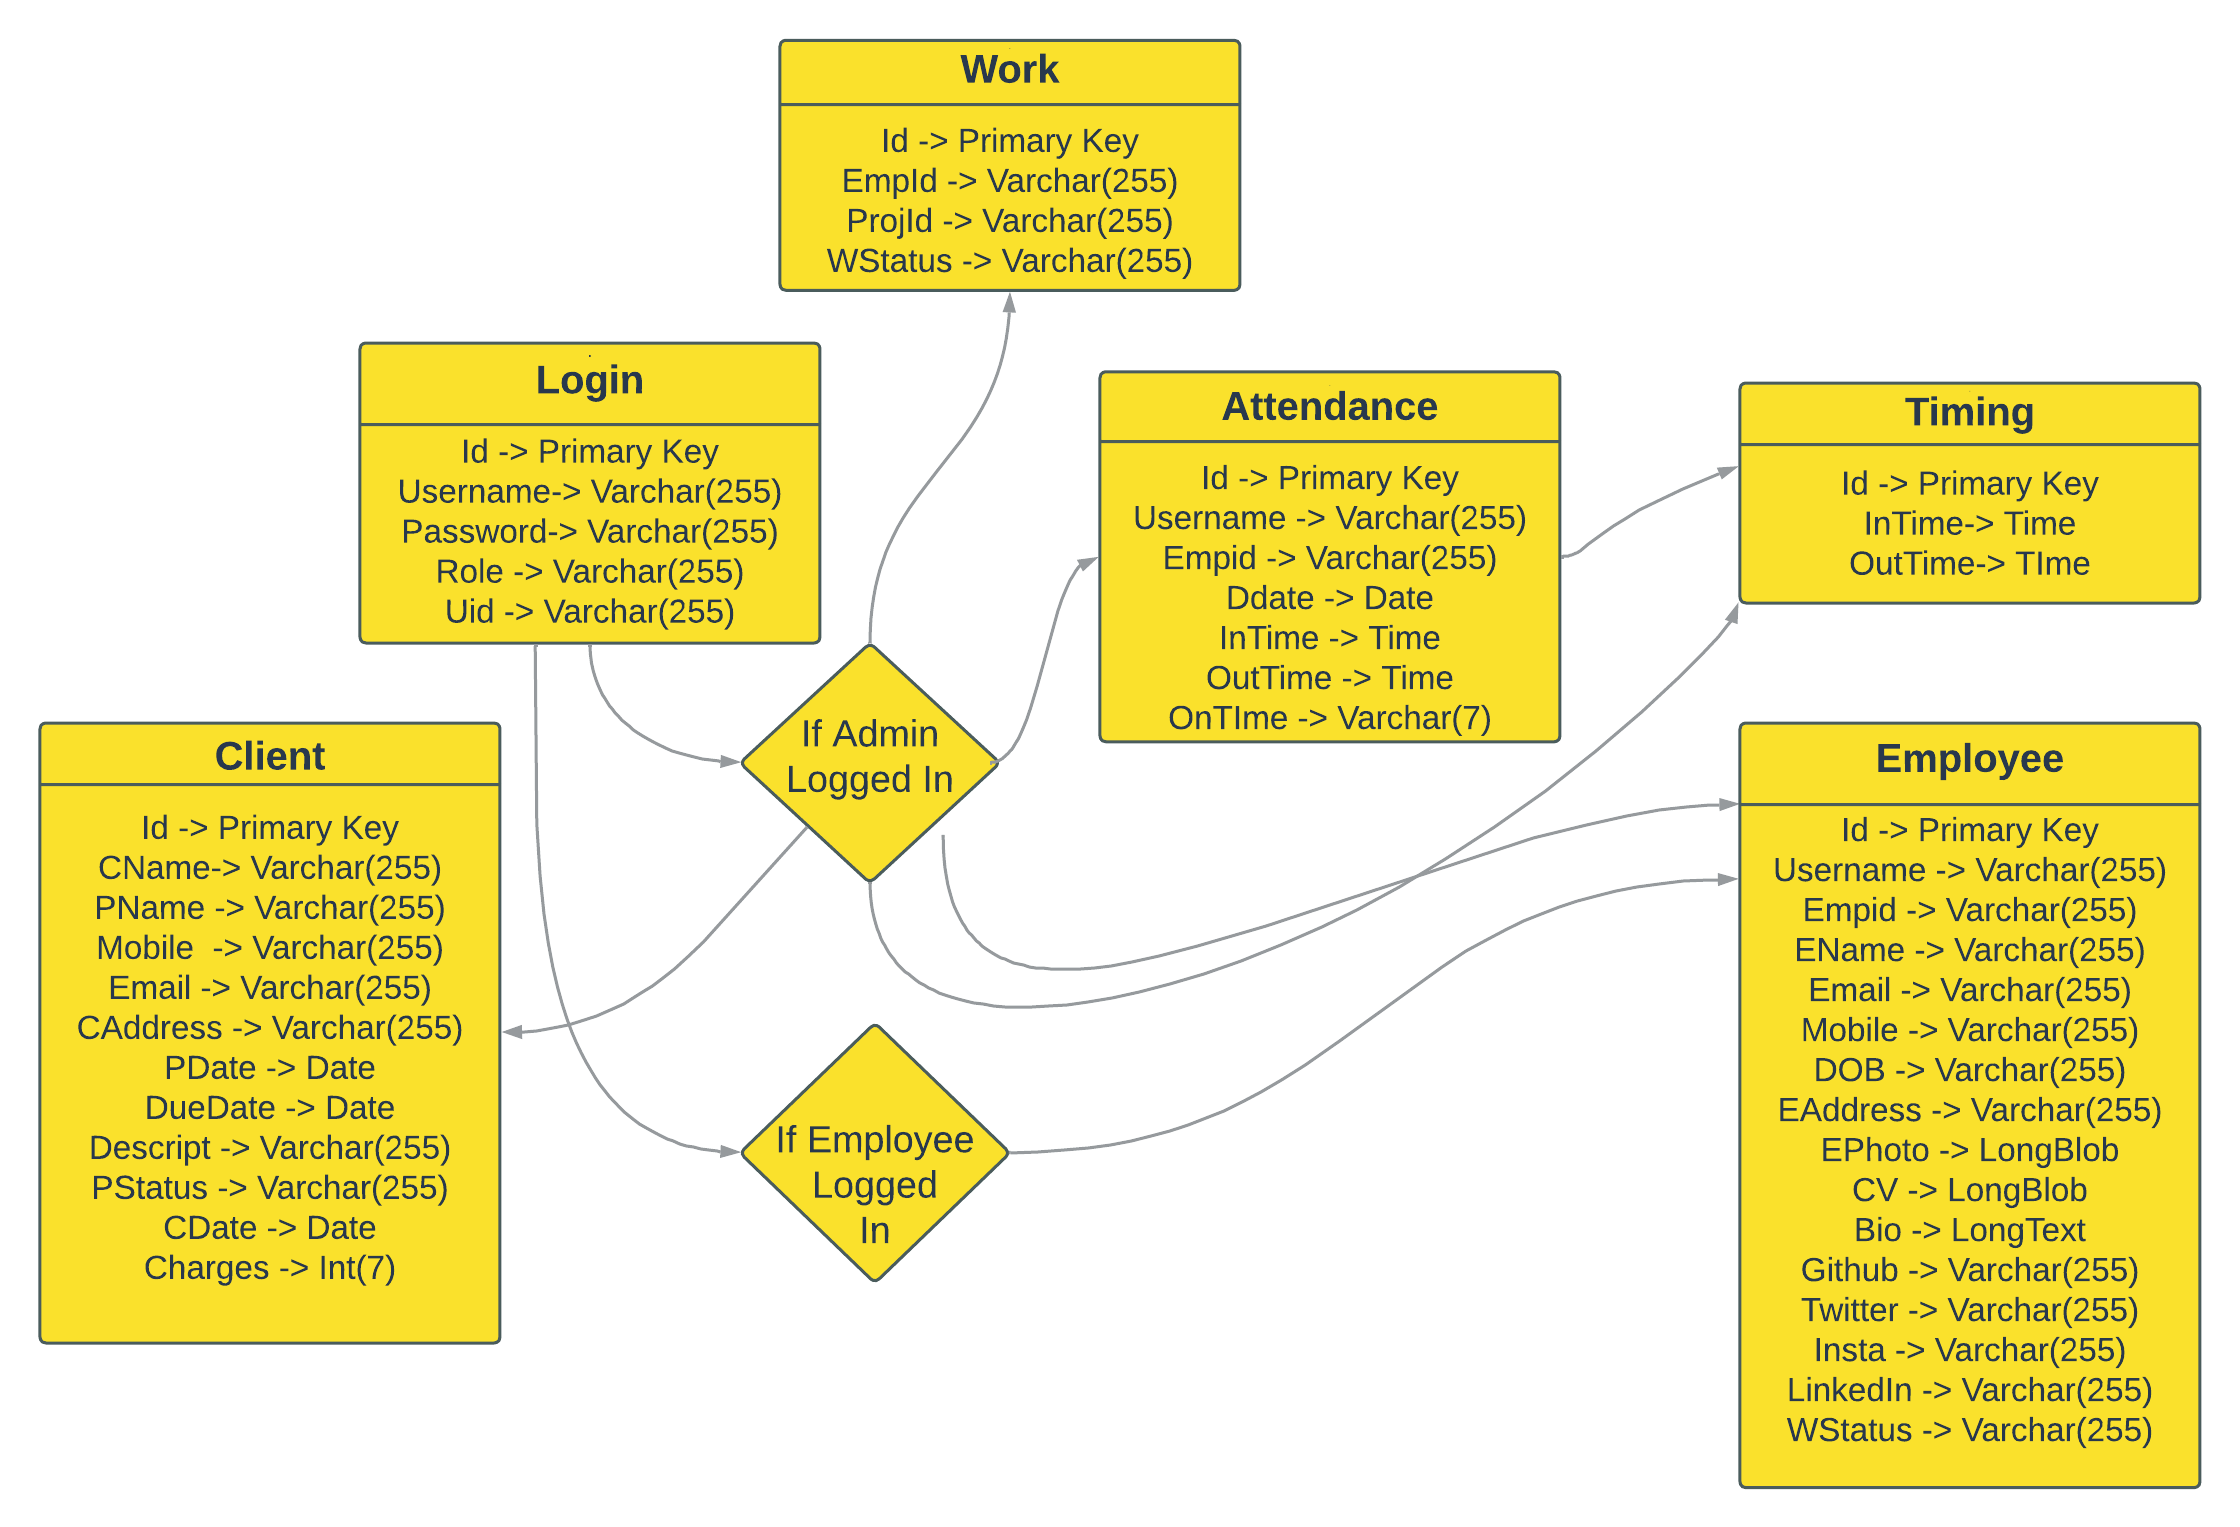 Work
Id -> Primary Key
EmpId -> Varchar(255)
ProjId -> Varchar(255)
WStatus -> Varchar(255)
Login
Id -> Primary Key
Username-> Varchar(255)
Password-> Varchar(255)
Role -> Varchar(255)
Uid -> Varchar(255)
Attendance
Id -> Primary Key
Username -> Varchar(255)
Empid -> Varchar(255)
Ddate -> Date
InTime -> Time
OutTime -> Time
OnTIme -> Varchar(7)
Timing
Id -> Primary Key
InTime-> Time
OutTime-> TIme
If Admin
Logged In
Client
Id -> Primary Key
CName-> Varchar(255)
PName -> Varchar(255)
Mobile  -> Varchar(255)
Email -> Varchar(255)
CAddress -> Varchar(255)
PDate -> Date
DueDate -> Date
Descript -> Varchar(255)
PStatus -> Varchar(255)
CDate -> Date
Charges -> Int(7)
If Employee
Logged
In
Employee
Id -> Primary Key
Username -> Varchar(255)
Empid -> Varchar(255)
EName -> Varchar(255)
Email -> Varchar(255)
Mobile -> Varchar(255)
DOB -> Varchar(255)
EAddress -> Varchar(255)
EPhoto -> LongBlob
CV -> LongBlob
Bio -> LongText
Github -> Varchar(255)
Twitter -> Varchar(255)
Insta -> Varchar(255)
LinkedIn -> Varchar(255)
WStatus -> Varchar(255)